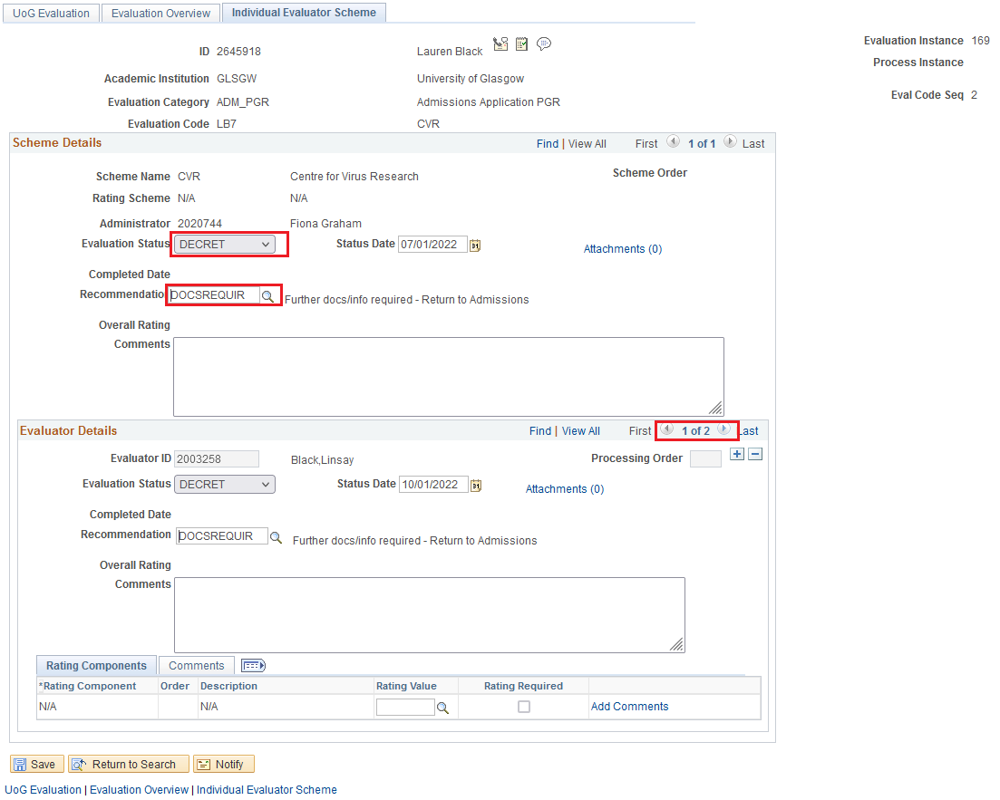 UoG Evaluation Evaluation Overview Individual Evaluator Scheme
ID 2645918 Lauren Black Evaluation Instance 169
Process Instance
Academic Institution GLSGW University of Glasgow
Eval Code Seq 2
Evaluation Category ADM_PGR Admissions Application PGR
Evaluation Code LB7 CVR
Scheme Details Find | View All First 1 of 1 Last
Scheme Name CVR Centre for Virus Research Scheme Order
Rating Scheme N/A N/A
Administrator 2020744 Fiona Graham
Evaluation Status DECRET Status Date 07/01/2022 31 Attachments (0)
Completed Date
Recommendatio DOCSREQUIR Further docs/info required - Return to Admissions
Overall Rating
Comments
Evaluator Details Find | View All First 1 of 2 Last
Evaluator ID 2003258 Black,Linsay Processing Order
Evaluation Status DECRET Status Date 10/01/2022 31 Attachments (0)
Completed Date
Recommendation DOCSREQUIR Further docs/info required - Return to Admissions
Overall Rating
Comments
Rating Components Comments
*Rating Component Order Description Rating Value Rating Required
N/A N/A Add Comments
Save Return to Search Notify
UoG Evaluation | Evaluation Overview | Individual Evaluator Scheme